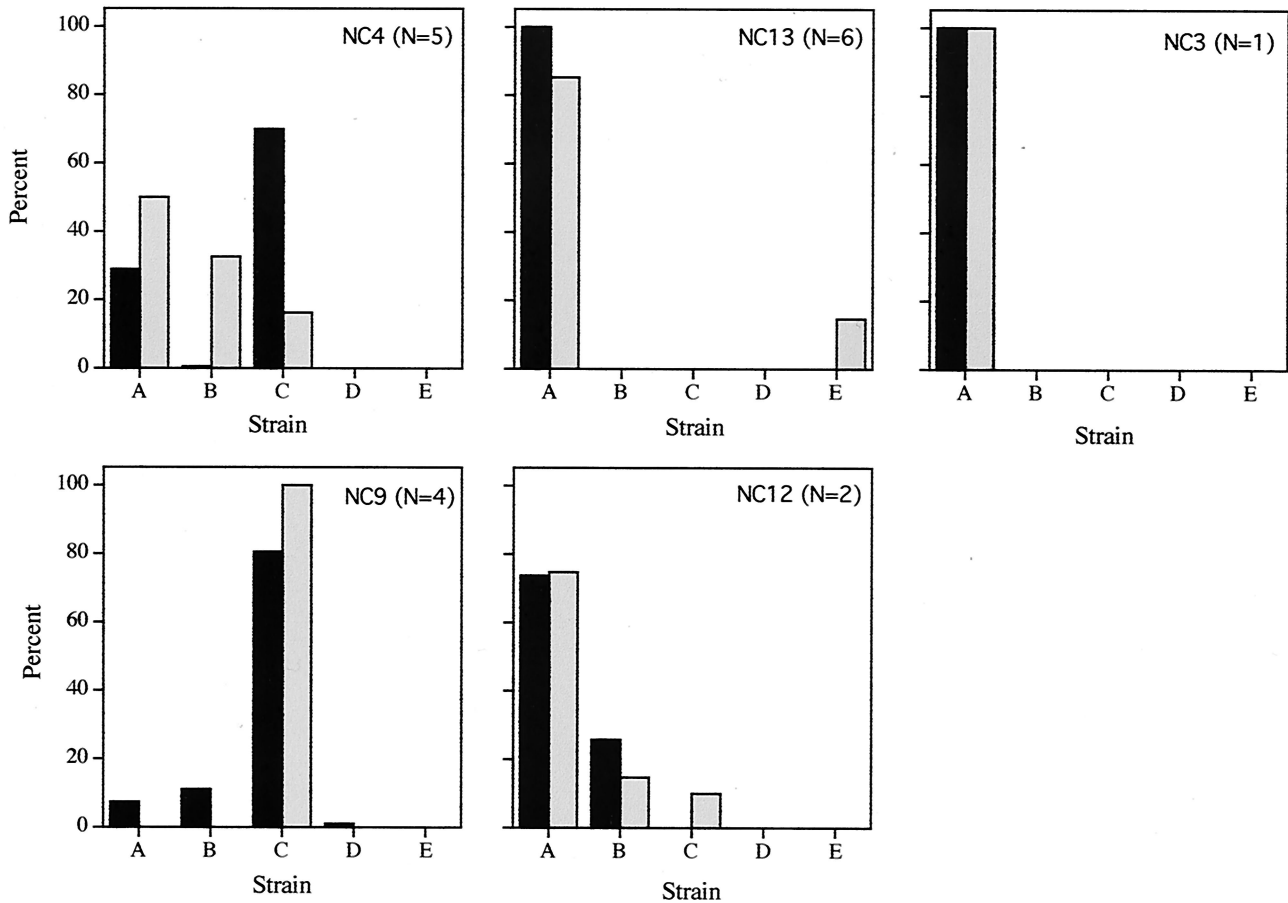 NC4 (N=5)
100
80
60
40
20
0
Percent
A B C D E
Strain
NC13 (N=6)
A B C D E
Strain
NC3 (N=1)
A B C D E
Strain
NC9 (N=4)
100
80
60
40
20
0
Percent
A B C D E
Strain
NC12 (N=2)
A B C D E
Strain